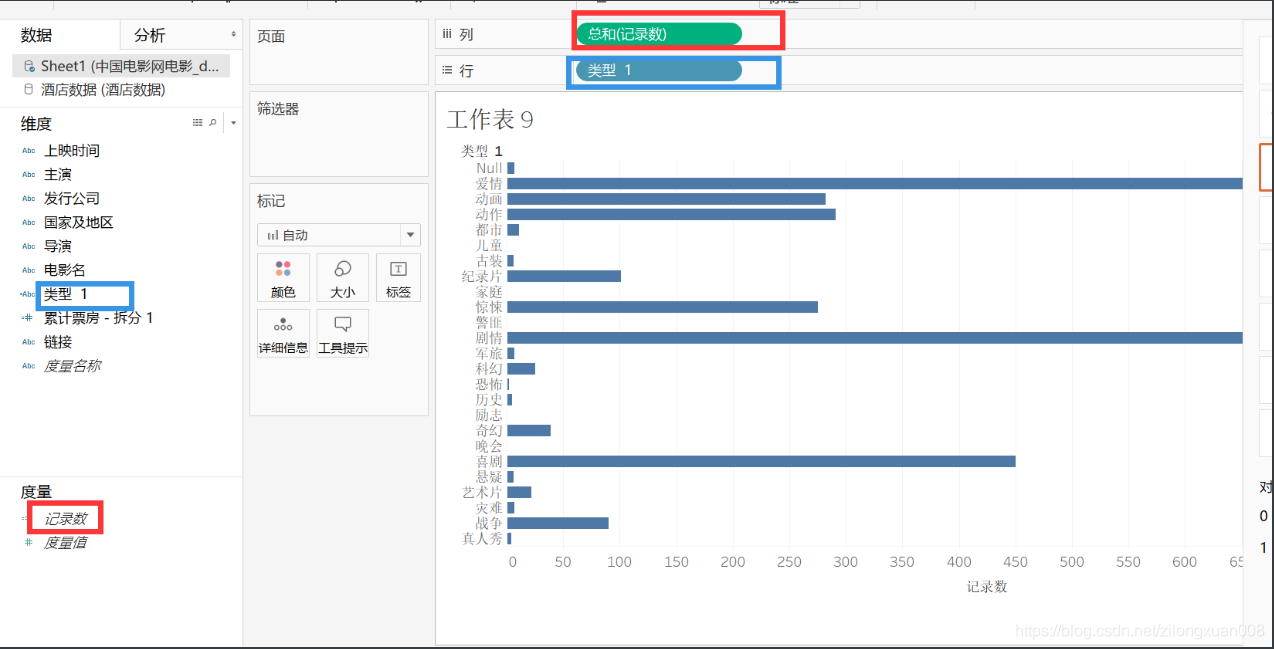 数据
分析
Sheet1 (中国电影网电影_d...
酒店数据 (酒店数据)
维度
Abc 上映时间
Abc 主演
Abc 发行公司
Abc 国家及地区
Abc 导演
Abc 电影名
Abc 类型 1
# 累计票房 - 拆分 1
Abc 链接
Abc 度量名称
度量
记录数
# 度量值
页面
筛选器
标记
自动
颜色
大小
标签
详细信息
工具提示
列
总和(记录数)
行
类型 1
工作表 9
类型 1
Null
爱情
动画
动作
都市
儿童
古装
纪录片
家庭
惊悚
警匪
剧情
军旅
科幻
恐怖
历史
励志
奇幻
晚会
喜剧
悬疑
艺术片
灾难
战争
真人秀
0 50 100 150 200 250 300 350 400 450 500 550 600
记录数
对
0
1
https://blog.csdn.net/zilongxuan008